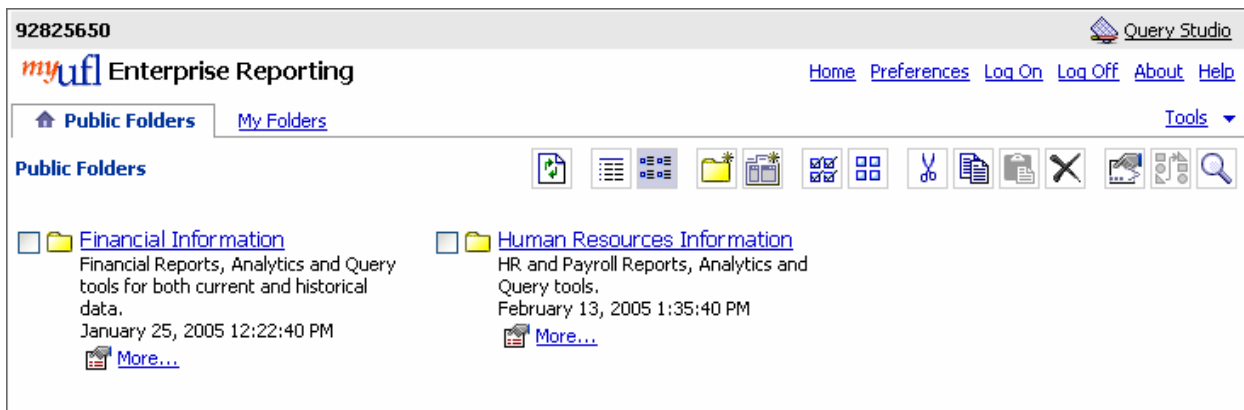 92825650 Query Studio
myufl Enterprise Reporting Home Preferences Log On Log Off About Help
Public Folders My Folders Tools
Public Folders
Financial Information
Financial Reports, Analytics and Query
tools for both current and historical
data.
January 25, 2005 12:22:40 PM
More...
Human Resources Information
HR and Payroll Reports, Analytics and
Query tools.
February 13, 2005 1:35:40 PM
More...